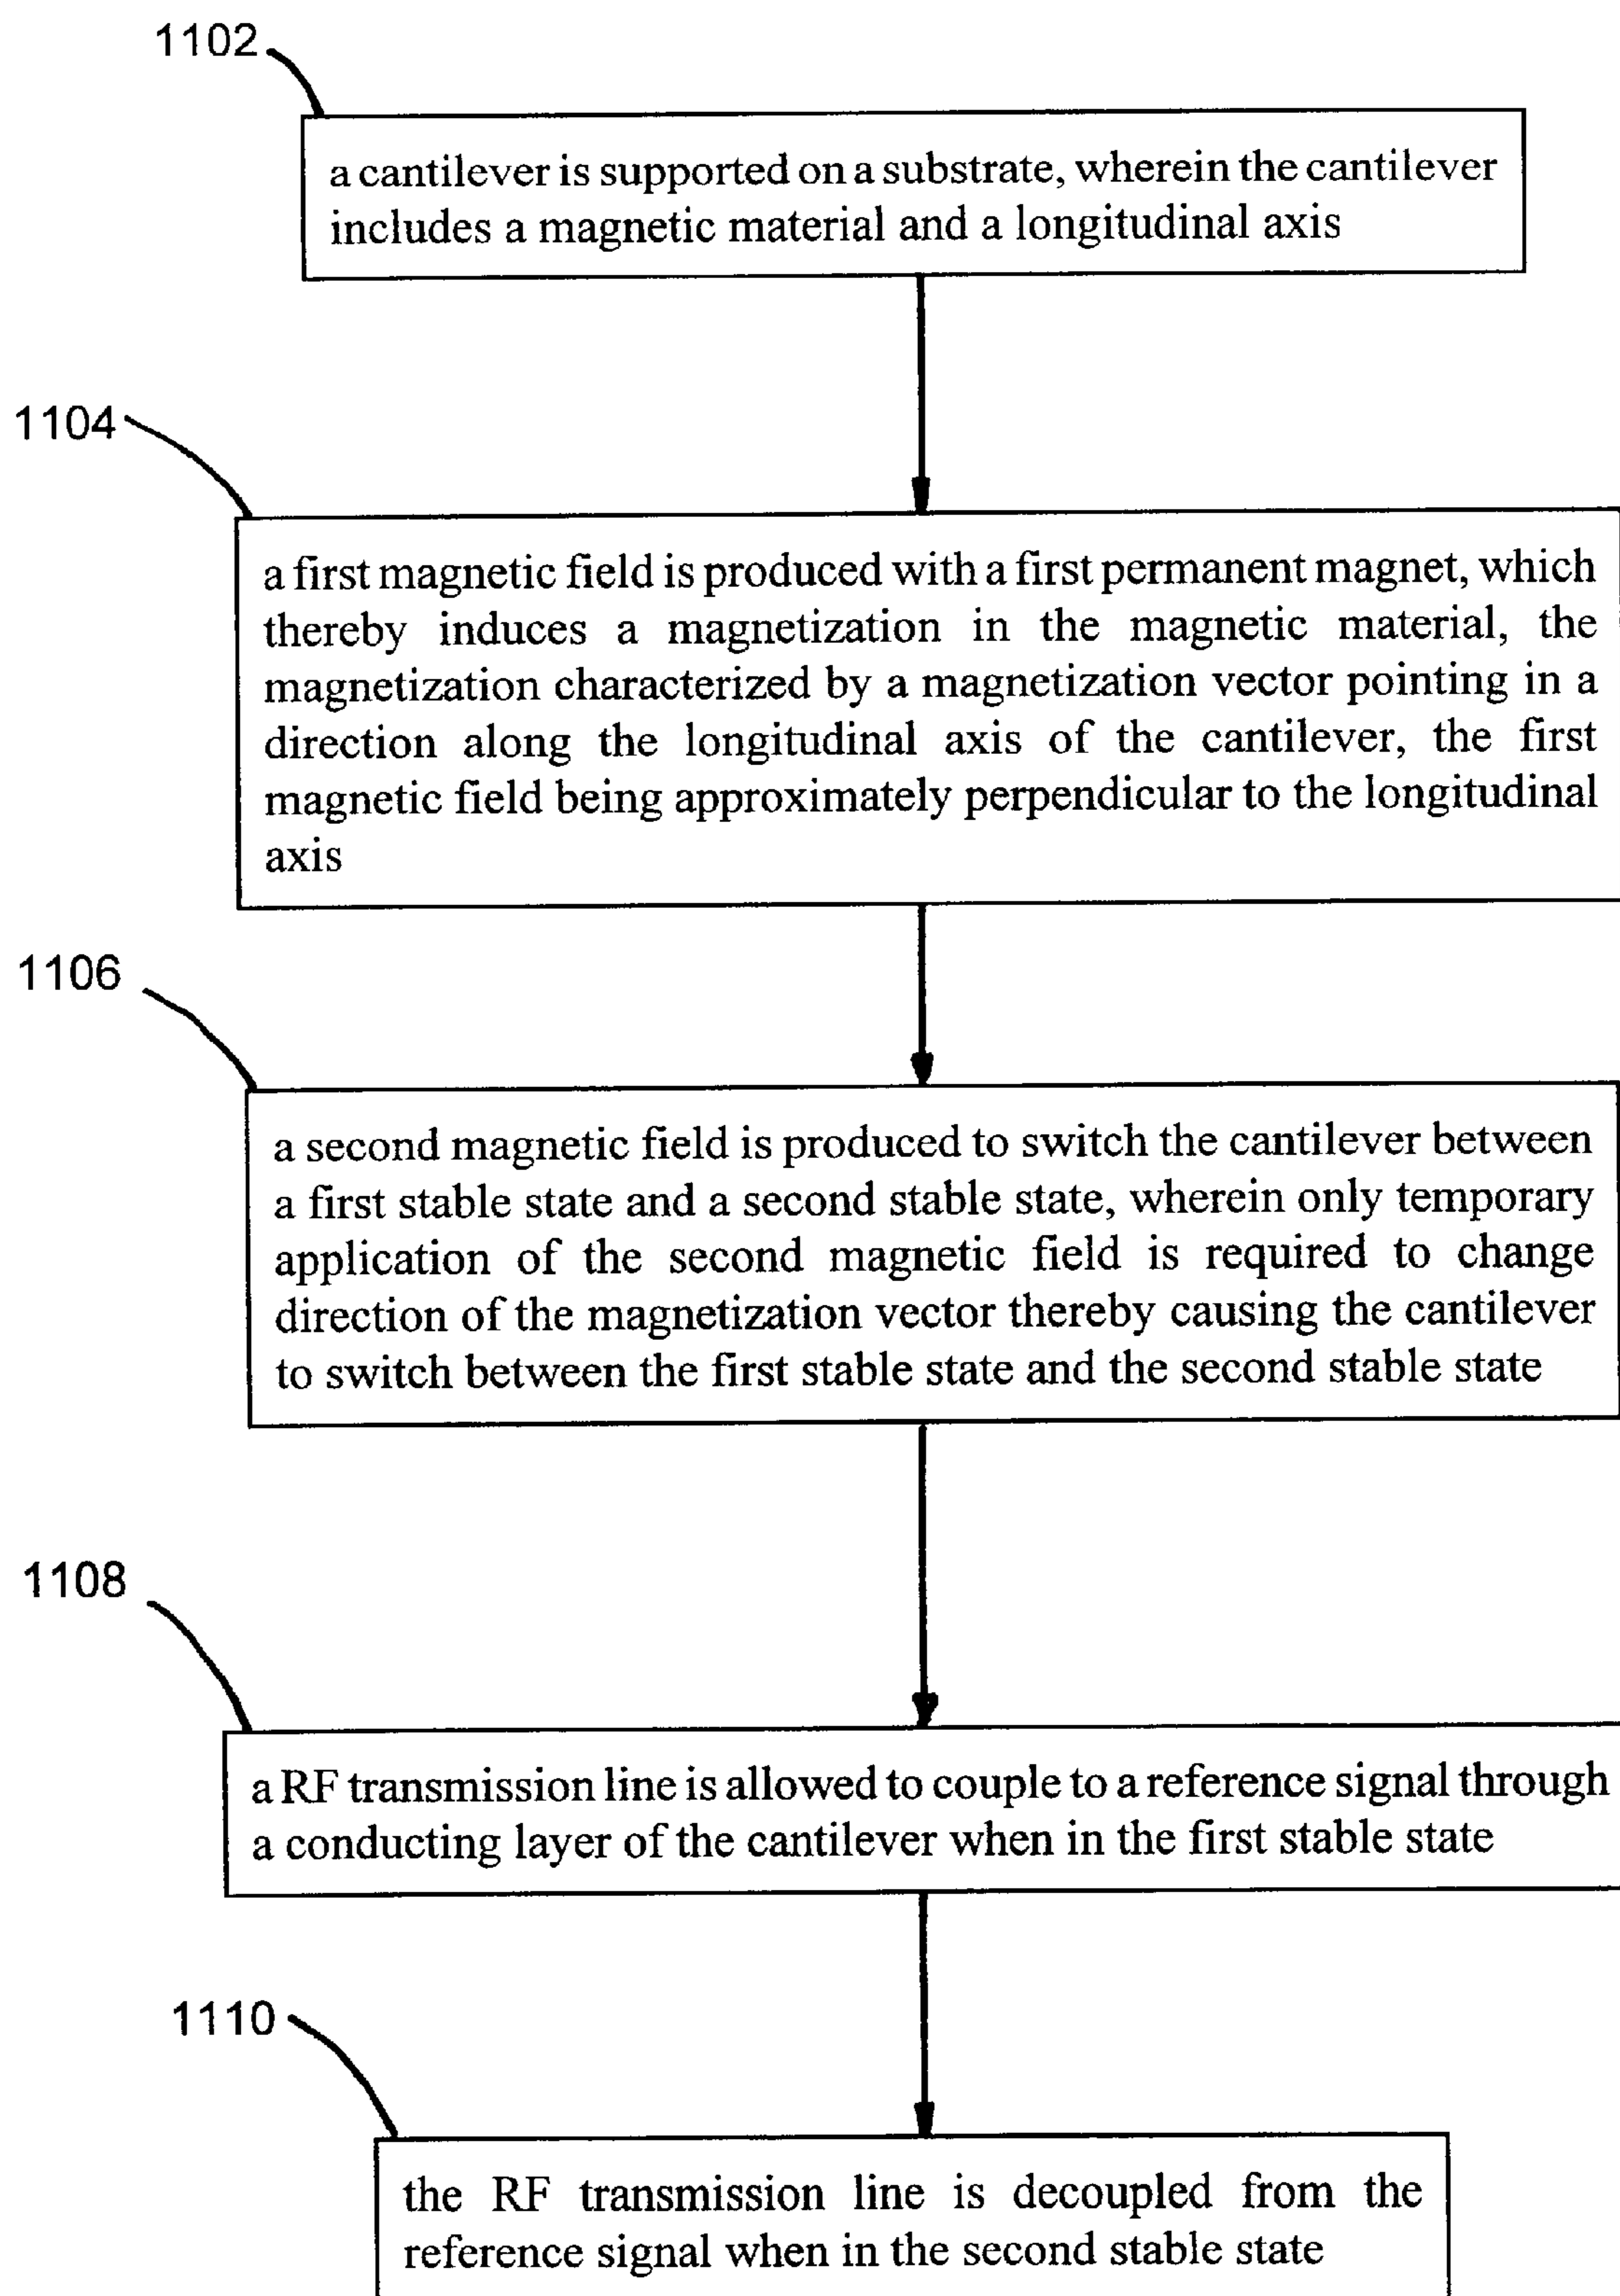 1102
a cantilever is supported on a substrate, wherein the cantilever
includes a magnetic material and a longitudinal axis
1104
a first magnetic field is produced with a first permanent magnet, which
thereby induces a magnetization in the magnetic material, the
magnetization characterized by a magnetization vector pointing in a
direction along the longitudinal axis of the cantilever, the first
magnetic field being approximately perpendicular to the longitudinal
axis
1106
a second magnetic field is produced to switch the cantilever between
a first stable state and a second stable state, wherein only temporary
application of the second magnetic field is required to change
direction of the magnetization vector thereby causing the cantilever
to switch between the first stable state and the second stable state
1108
a RF transmission line is allowed to couple to a reference signal through
a conducting layer of the cantilever when in the first stable state
1110
the RF transmission line is decoupled from the
reference signal when in the second stable state